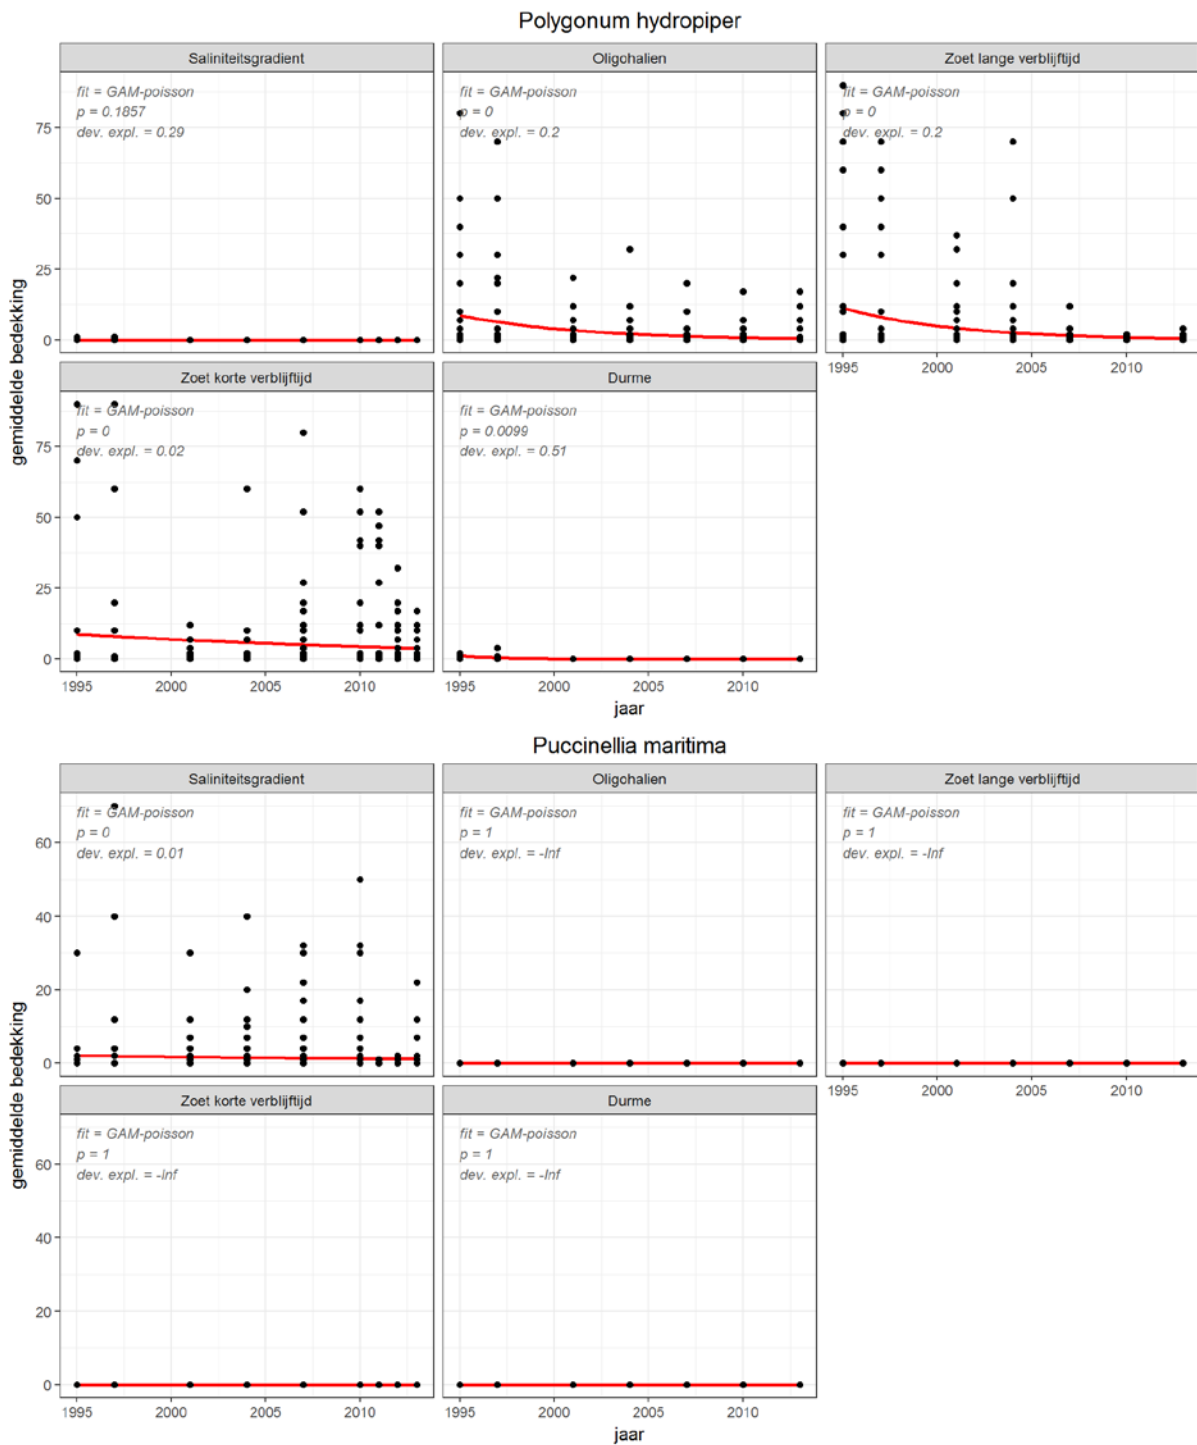 Polygonum hydropiper
Saliniteitsgradient
Oligohalien
Zoet lange verblijftijd
fit = GAM-poisson
p = 0.1857
dev. expl. = 0.29
fit = GAM-poisson
p = 0
dev. expl. = 0.2
fit = GAM-poisson
p = 0
dev. expl. = 0.2
75
50
25
0
1995 2000 2005 2010
Zoet korte verblijftijd
Durme
fit = GAM-poisson
p = 0
dev. expl. = 0.02
fit = GAM-poisson
p = 0.0099
dev. expl. = 0.51
75
50
25
0
gemiddelde bedekking
1995 2000 2005 2010
1995 2000 2005 2010
jaar
Puccinellia maritima
Saliniteitsgradient
Oligohalien
Zoet lange verblijftijd
fit = GAM-poisson
p = 0
dev. expl. = 0.01
fit = GAM-poisson
p = 1
dev. expl. = -Inf
fit = GAM-poisson
p = 1
dev. expl. = -Inf
60
40
20
0
1995 2000 2005 2010
Zoet korte verblijftijd
Durme
fit = GAM-poisson
p = 1
dev. expl. = -Inf
fit = GAM-poisson
p = 1
dev. expl. = -Inf
60
40
20
0
gemiddelde bedekking
1995 2000 2005 2010
1995 2000 2005 2010
jaar